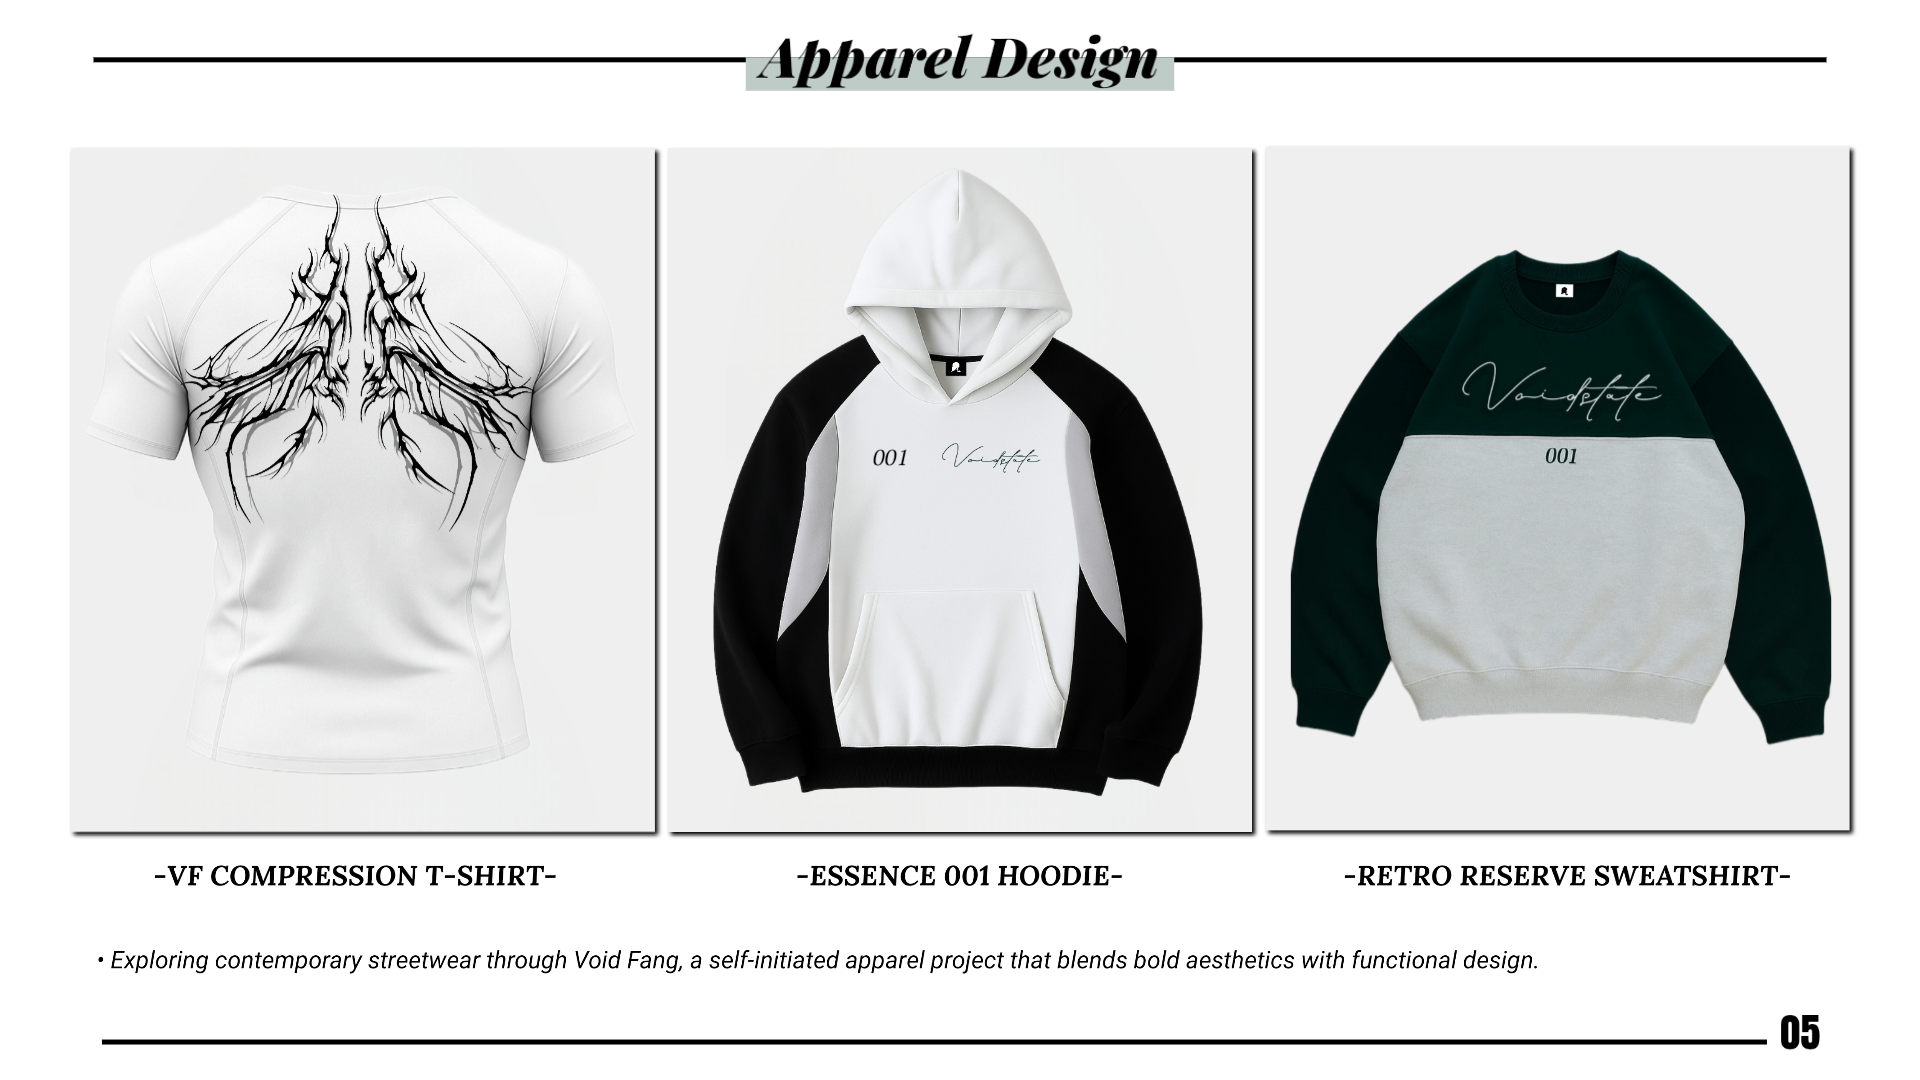 Apparel Design
001
Voidstate
Voidstate
001
-VF COMPRESSION T-SHIRT-
-ESSENCE 001 HOODIE-
-RETRO RESERVE SWEATSHIRT-
• Exploring contemporary streetwear through Void Fang, a self-initiated apparel project that blends bold aesthetics with functional design.
05